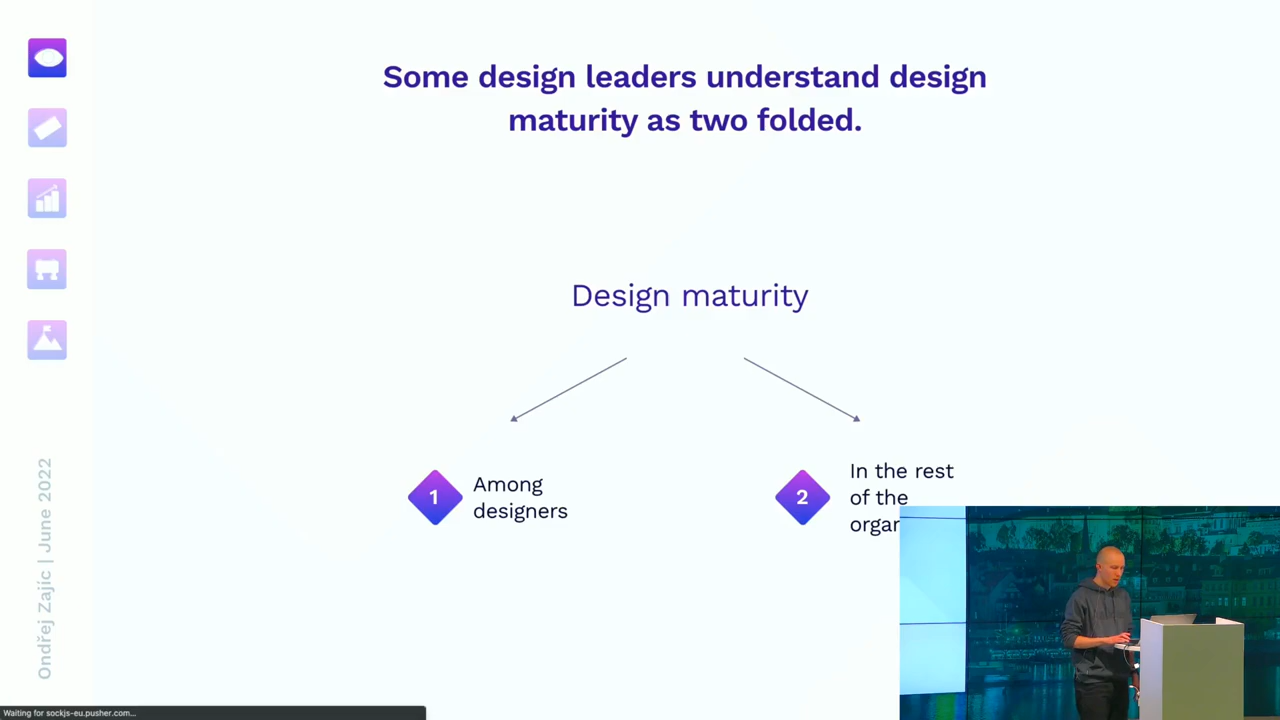 Some design leaders understand design
maturity as two folded.
Design maturity
1
Among
designers
2
In the rest
of the
Ondřej Zajíc | June 2022
Waiting for sockjs-eu.pusher.com...